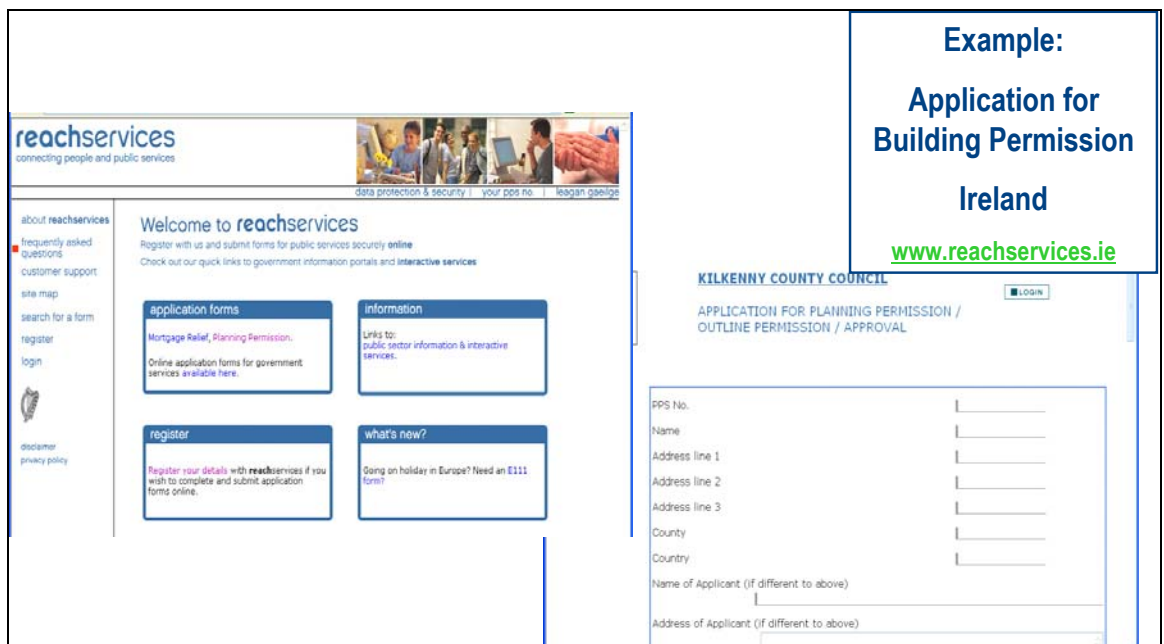 Example:
Application for
Building Permission
Ireland
www.reachservices.ie
reachservices
connecting people and public services
data protection & security | your pps no. | leagan gaeilge
about reachservices
frequently asked
questions
customer support
site map
search for a form
register
login
disclaimer
privacy policy
Welcome to reachservices
Register with us and submit forms for public services securely online
Check out our quick links to government information portals and interactive services
application forms
Mortgage Relief, Planning Permission.
Online application forms for government
services available here.
information
Links to:
public sector information & interactive
services.
register
Register your details with reachservices if you
wish to complete and submit application
forms online.
what's new?
Going on holiday in Europe? Need an E111
form?
KILKENNY COUNTY COUNCIL
LOGIN
APPLICATION FOR PLANNING PERMISSION /
OUTLINE PERMISSION / APPROVAL
PPS No.
Name
Address line 1
Address line 2
Address line 3
County
Country
Name of Applicant (if different to above)
Address of Applicant (if different to above)